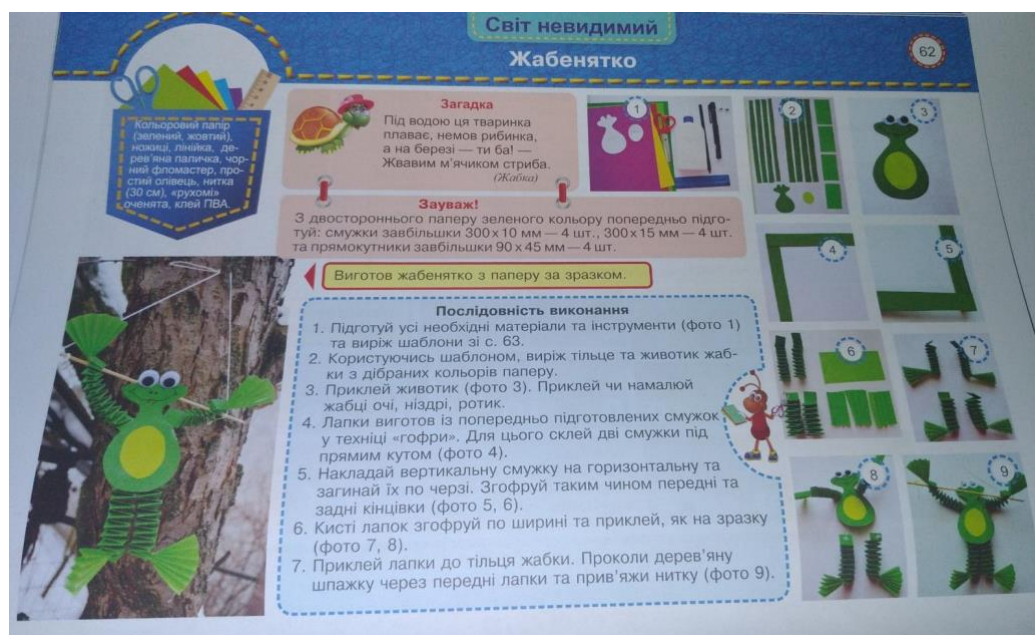 Світ невидимий
Жабенятко
62
Кольоровий папір
(зелений, жовтий),
ножиці, лінійка, де-
рев'яна паличка, чор-
ний фломастер, про-
стий олівець, нитка
(30 см), «рухомі»
оченята, клей ПВА.
Загадка
Під водою ця тваринка
плаває, немов рибинка,
а на березі — ти ба! —
Жвавим м'ячиком стриба.
(Жабка)
Зауваж!
З двостороннього паперу зеленого кольору попередньо підго-
туй: смужки завбільшки 300 х 10 мм — 4 шт., 300 х 15 мм — 4 шт.
та прямокутники завбільшки 90 х 45 мм — 4 шт.
Виготов жабенятко з паперу за зразком.
Послідовність виконання
1. Підготуй усі необхідні матеріали та інструменти (фото 1)
та виріж шаблони зі с. 63.
2. Користуючись шаблоном, виріж тільце та животик жаб-
ки з дібраних кольорів паперу.
3. Приклей животик (фото 3). Приклей чи намалюй
жабці очі, ніздрі, ротик.
4. Лапки виготов із попередньо підготовлених смужок
у техніці «гофри». Для цього склей дві смужки під
прямим кутом (фото 4).
5. Накладай вертикальну смужку на горизонтальну та
загинай їх по черзі. Згофруй таким чином передні та
задні кінцівки (фото 5, 6).
6. Кисті лапок згофруй по ширині та приклей, як на зразку
(фото 7, 8).
7. Приклей лапки до тільця жабки. Проколи дерев'яну
шпажку через передні лапки та прив'яжи нитку (фото 9).
1
2
3
4
5
6
7
8
9